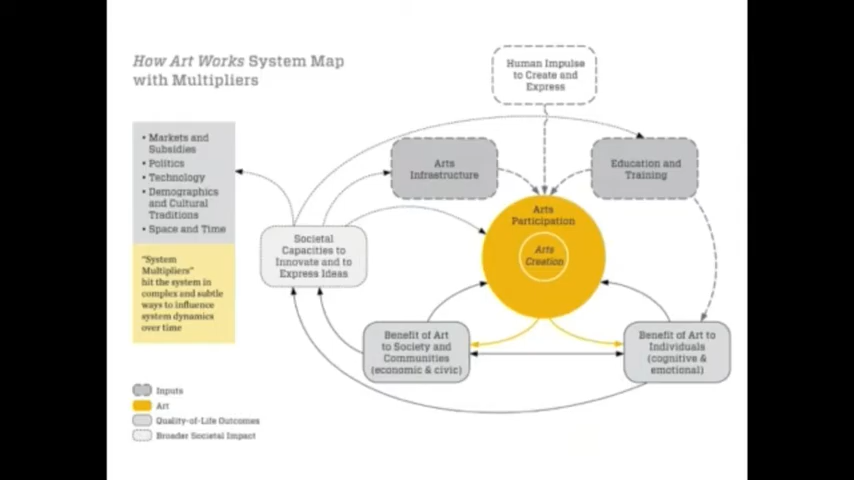 How Art Works System Map
with Multipliers
Human Impulse
to Create and
Express
• Markets and
Subsidies
• Politics
• Technology
• Demographics
and Cultural
Traditions
• Space and Time
"System
Multipliers"
hit the system in
complex and subtle
ways to influence
system dynamics
over time
Arts
Infrastructure
Education and
Training
Arts
Participation
Arts
Creation
Societal
Capacities to
Innovate and to
Express Ideas
Benefit of Art
to Society and
Communities
(economic & civic)
Benefit of Art to
Individuals
(cognitive &
emotional)
Inputs
Art
Quality-of-Life Outcomes
Broader Societal Impact